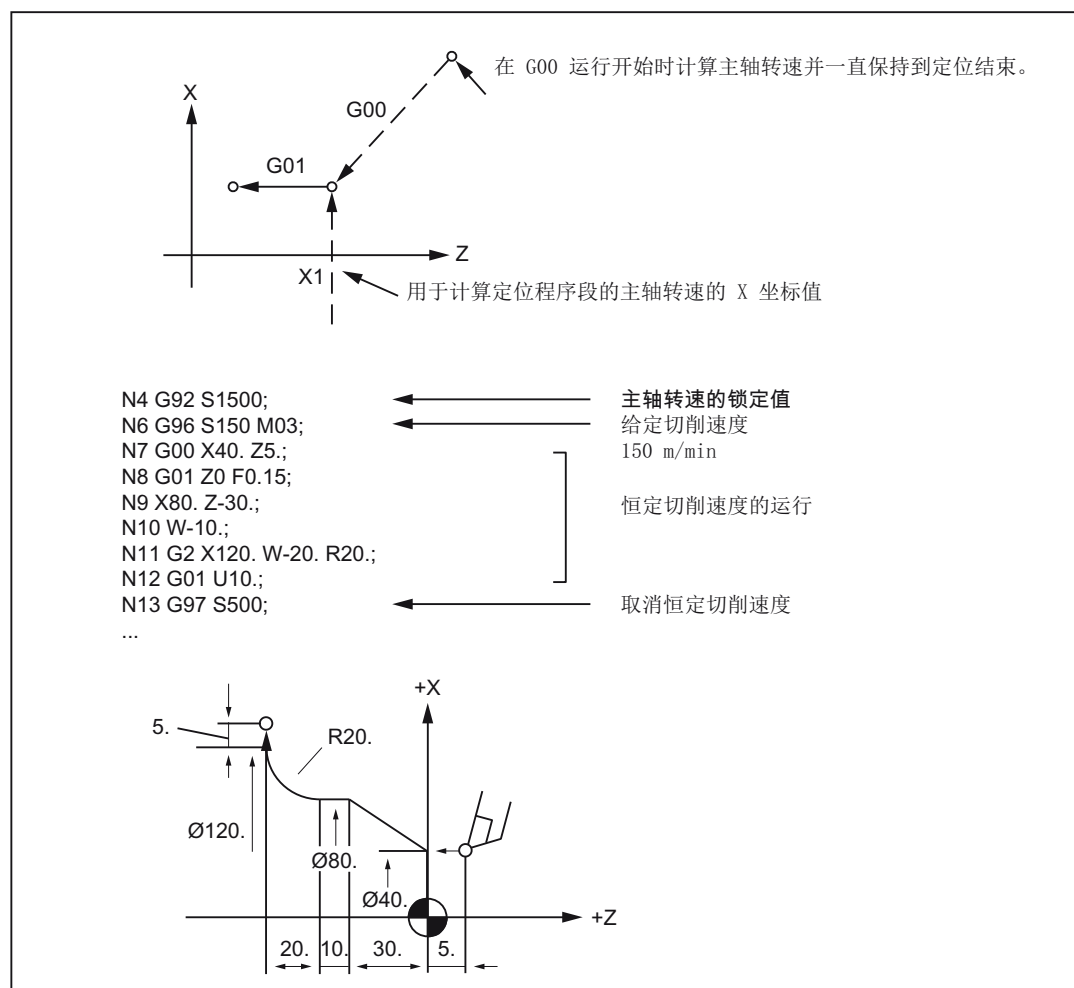 在 G00 运行开始时计算主轴转速并一直保持到定位结束。
X
G00
G01
Z
X1
用于计算定位程序段的主轴转速的 X 坐标值
N4 G92 S1500; 主轴转速的锁定值
N6 G96 S150 M03; 给定切削速度
N7 G00 X40. Z5.; 150 m/min
N8 G01 Z0 F0.15;
N9 X80. Z-30.; 恒定切削速度的运行
N10 W-10.;
N11 G2 X120. W-20. R20.;
N12 G01 U10.;
N13 G97 S500; 取消恒定切削速度
...
+X
5.
R20.
Ø120.
Ø80.
Ø40.
+Z
20. 10. 30. 5.